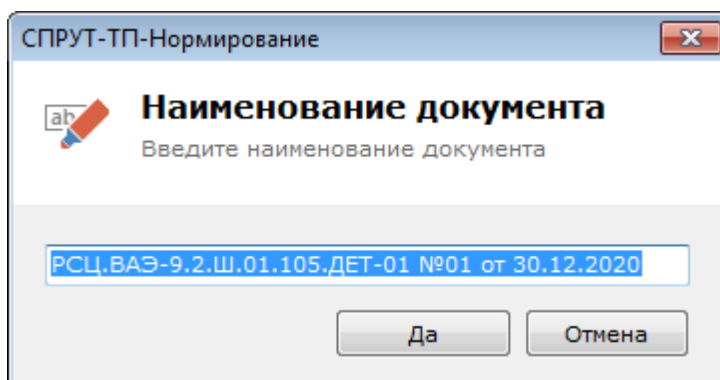 СПРУТ-ТП-Нормирование
ab
Наименование документа
Введите наименование документа
РСЦ.ВАЭ-9.2.Ш.01.105.ДЕТ-01 №01 от 30.12.2020
Да
Отмена